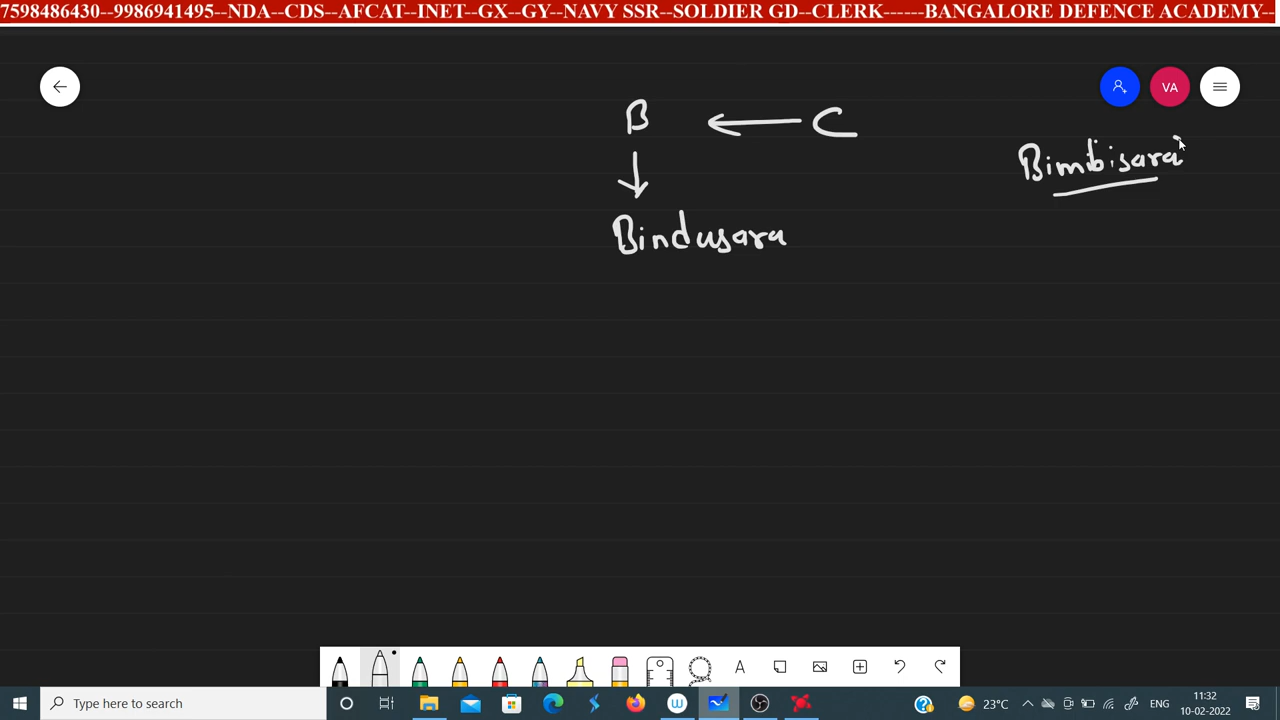 7598486430--9986941495--NDA--CDS--AFCAT--INET--GX--GY--NAVY SSR--SOLDIER GD--CLERK------BANGALORE DEFENCE ACADEMY--
VA
B ← C
Bimbisara
↓
Bindusara
A
Type here to search
23°C
ENG
11:32
10-02-2022